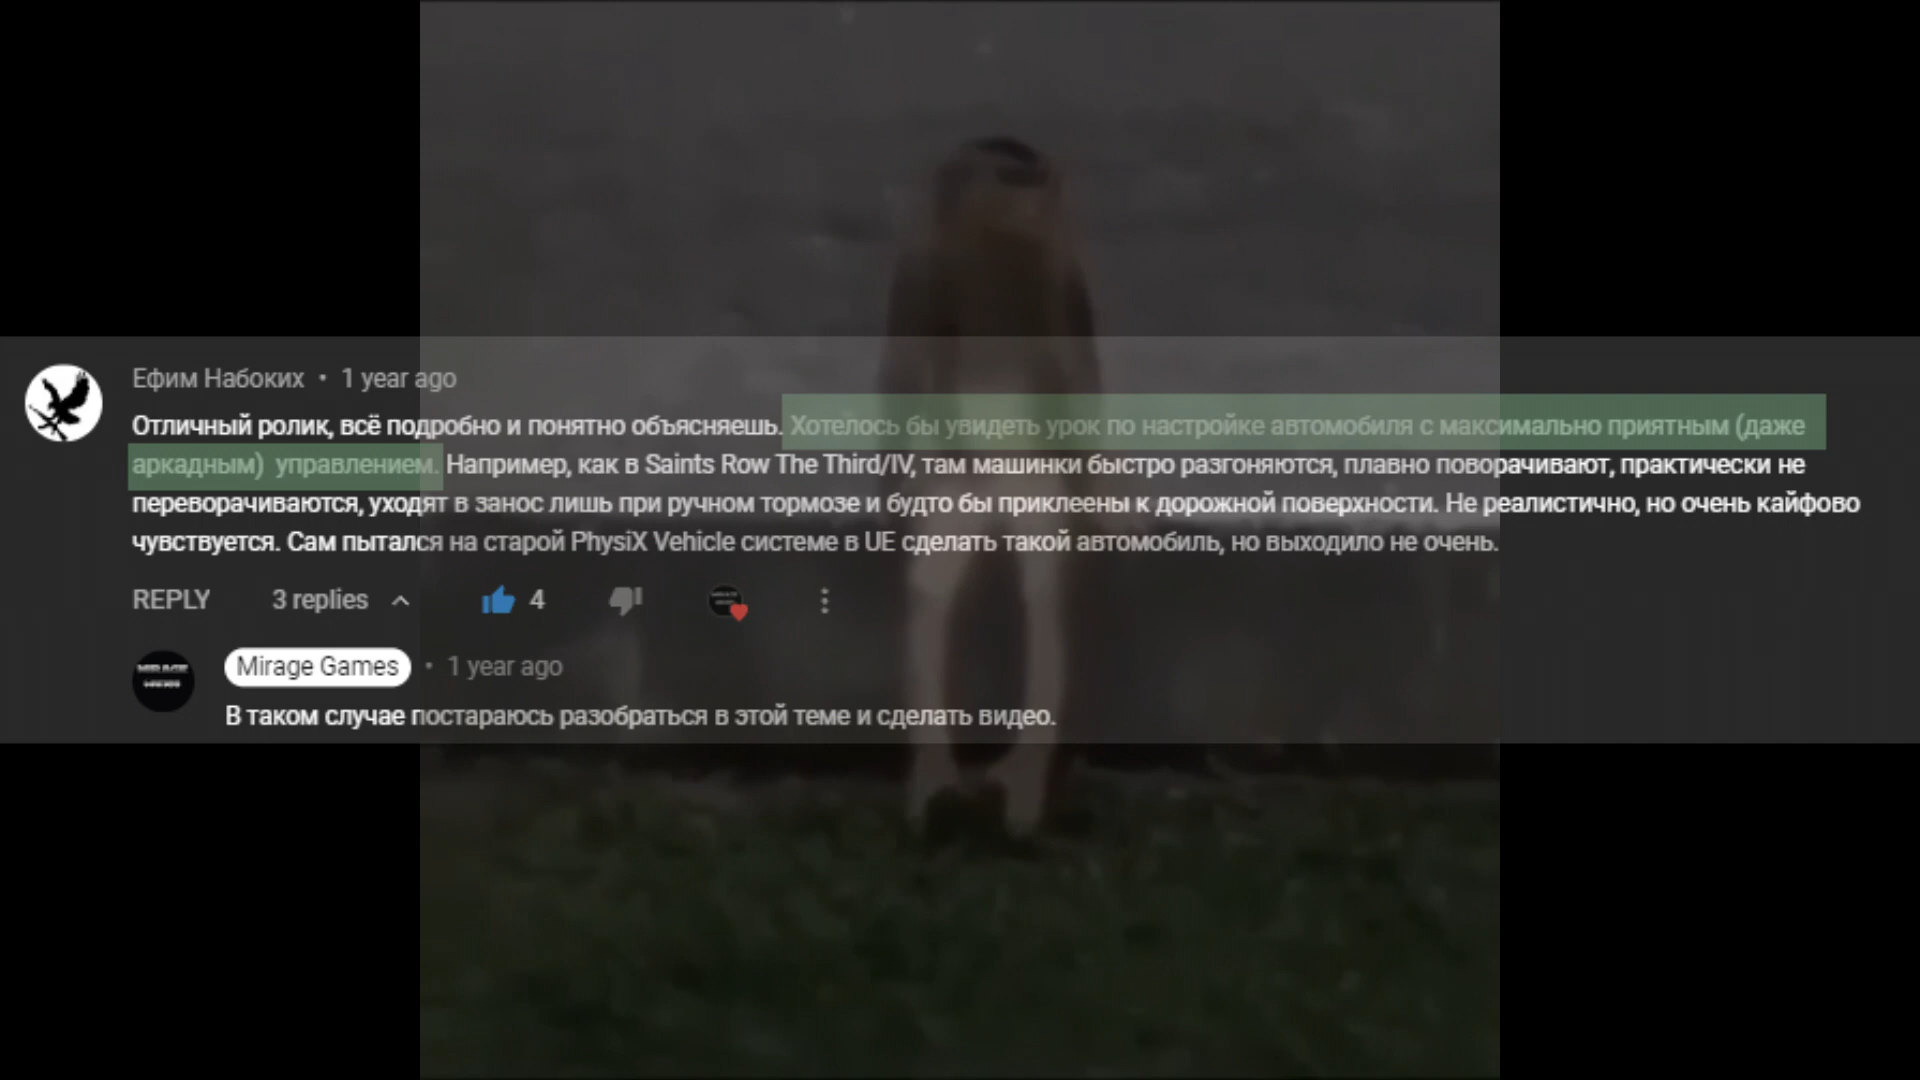 Ефим Набоких • 1 year ago
Отличный ролик, всё подробно и понятно объясняешь. Хотелось бы увидеть урок по настройке автомобиля с максимально приятным (даже
аркадным) управлением. Например, как в Saints Row The Third/IV, там машинки быстро разгоняются, плавно поворачивают, практически не
переворачиваются, уходят в занос лишь при ручном тормозе и будто бы приклеены к дорожной поверхности. Не реалистично, но очень кайфово
чувствуется. Сам пытался на старой PhysiX Vehicle системе в UE сделать такой автомобиль, но выходило не очень.
REPLY 3 replies 4
Mirage Games • 1 year ago
В таком случае постараюсь разобраться в этой теме и сделать видео.